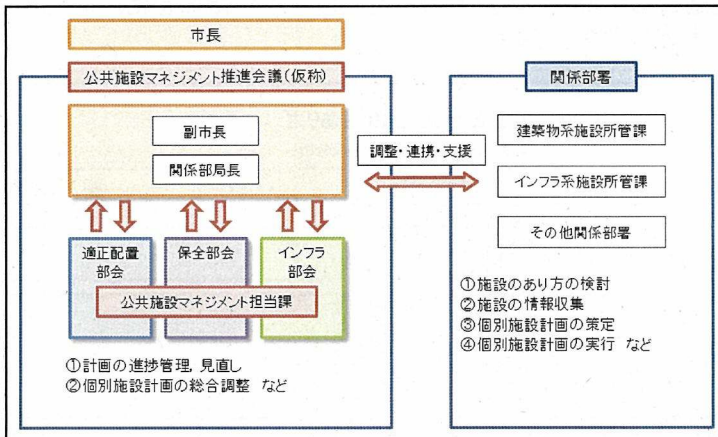 市長
公共施設マネジメント推進会議(仮称)
副市長
関係部局長
適正配置
部会
保全部会
インフラ
部会
公共施設マネジメント担当課
①計画の進捗管理,見直し
②個別施設計画の総合調整 など
調整・連携・支援
関係部署
建築物系施設所管課
インフラ系施設所管課
その他関係部署
①施設のあり方の検討
②施設の情報収集
③個別施設計画の策定
④個別施設計画の実行 など